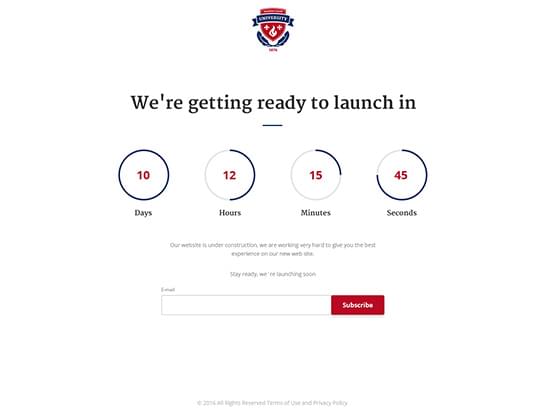 UNIVERSITY
1876
We're getting ready to launch in
10 12 15 45
Days Hours Minutes Seconds
Our website is under construction, we are working very hard to give you the best
experience on our new web site.
Stay ready, we're launching soon
E-mail
Subscribe
© 2016 All Rights Reserved Terms of Use and Privacy Policy.